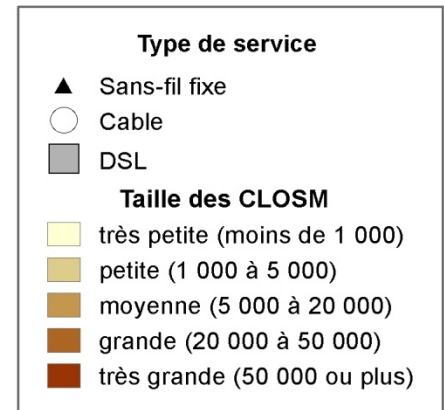 Type de service
Sans-fil fixe
Cable
DSL
Taille des CLOSM
très petite (moins de 1 000)
petite (1 000 à 5 000)
moyenne (5 000 à 20 000)
grande (20 000 à 50 000)
très grande (50 000 ou plus)